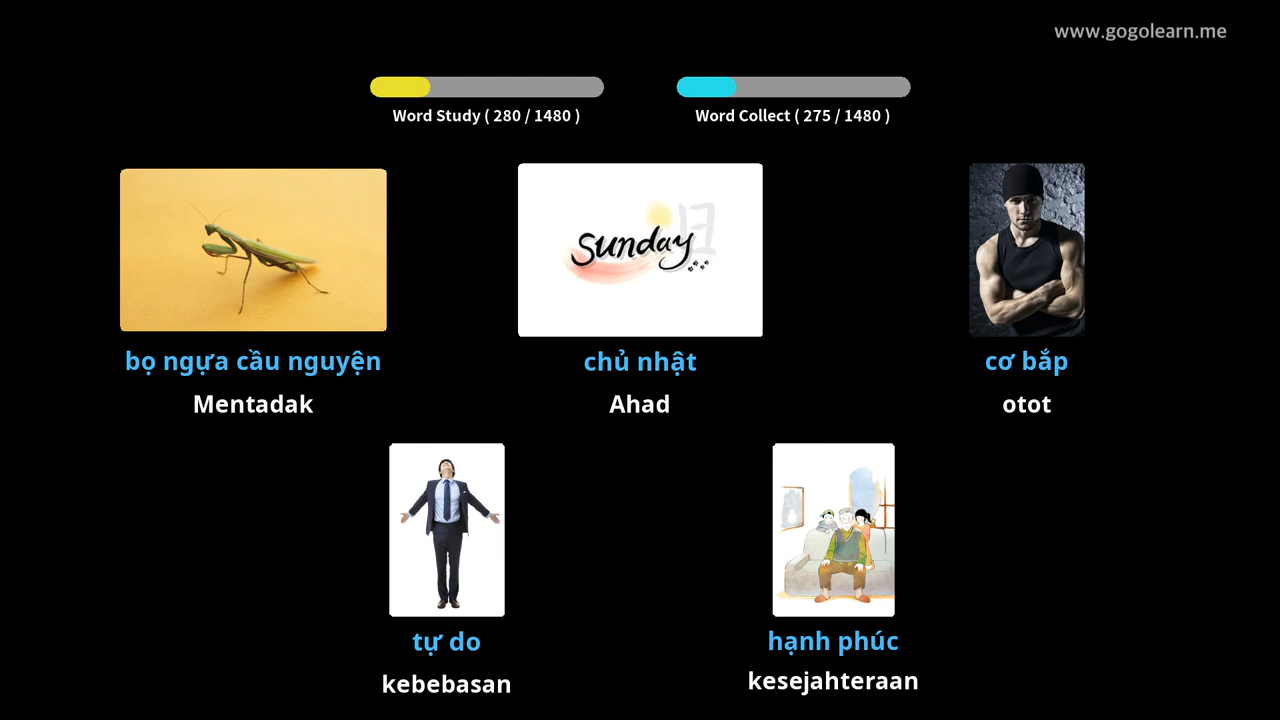 www.gogolearn.me
Word Study ( 280 / 1480 )
Word Collect ( 275 / 1480 )
Sunday
bọ ngựa cầu nguyện
chủ nhật
cơ bắp
Mentadak
Ahad
otot
tự do
hạnh phúc
kebebasan
kesejahteraan